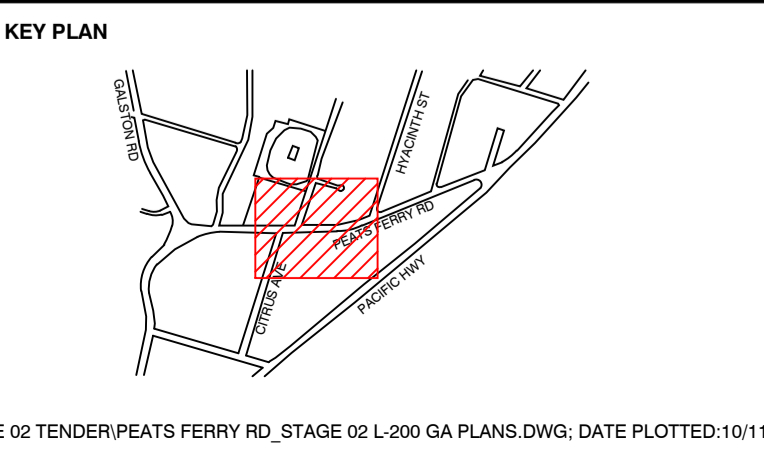 KEY PLAN
GALSTON RD
HYACINTH ST
PEATS FERRY RD
CITRUS AVE
PACIFIC HWY
E 02 TENDER\PEATS FERRY RD_STAGE 02 L-200 GA PLANS.DWG; DATE PLOTTED:10/11